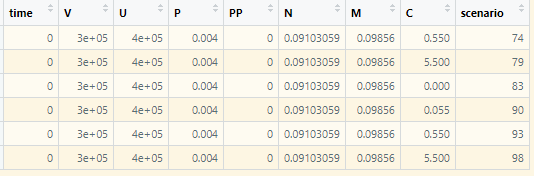 time V U P PP N M C scenario
0 3e+05 4e+05 0.004 0 0.09103059 0.09856 0.550 74
0 3e+05 4e+05 0.004 0 0.09103059 0.09856 5.500 79
0 3e+05 4e+05 0.004 0 0.09103059 0.09856 0.000 83
0 3e+05 4e+05 0.004 0 0.09103059 0.09856 0.055 90
0 3e+05 4e+05 0.004 0 0.09103059 0.09856 0.550 93
0 3e+05 4e+05 0.004 0 0.09103059 0.09856 5.500 98